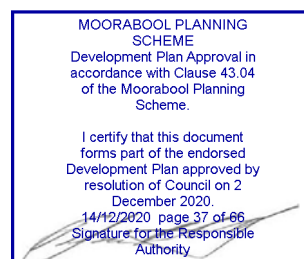 MOORABOOL PLANNING
SCHEME
Development Plan Approval in
accordance with Clause 43.04
of the Moorabool Planning
Scheme.
I certify that this document
forms part of the endorsed
Development Plan approved by
resolution of Council on 2
December 2020.
14/12/2020 page 37 of 66
Signature for the Responsible
Authority